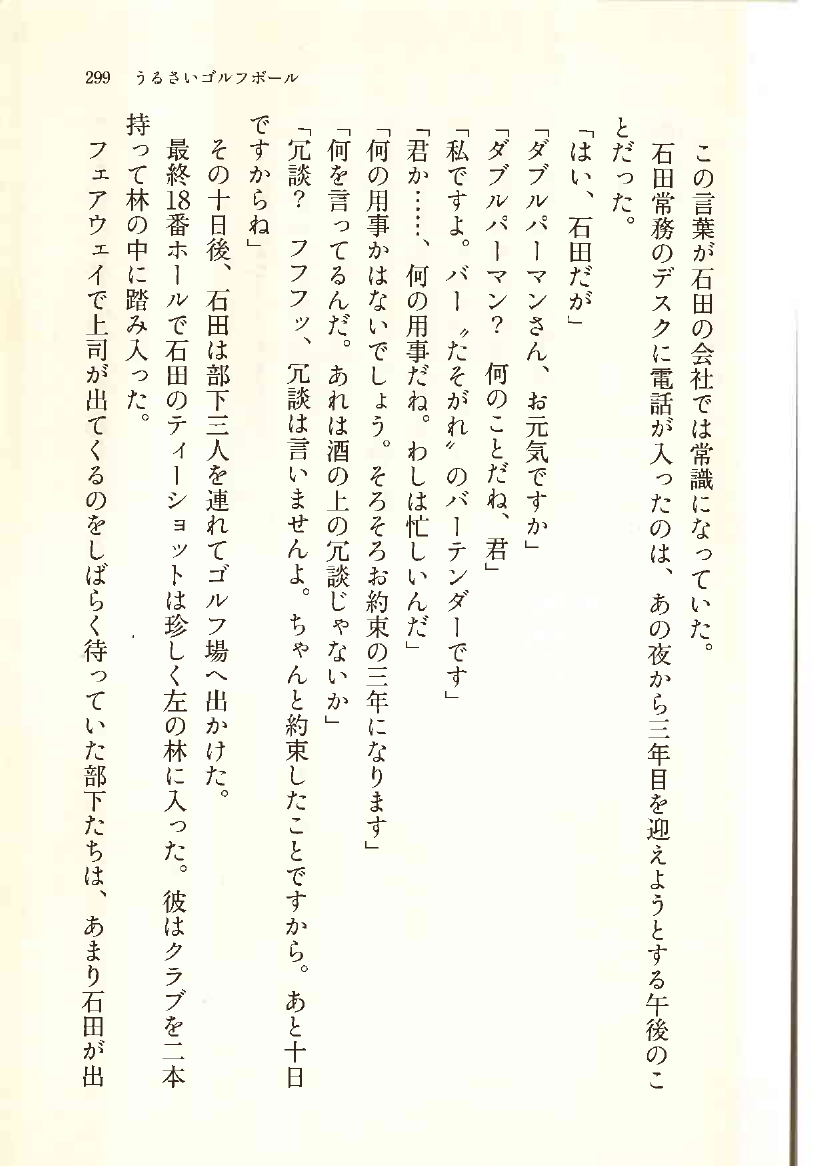 299 うるさいゴルフボール
この言葉が石田の会社では常識になっていた。
石田常務のデスクに電話が入ったのは、あの夜から三年目を迎えようとする午後のこ
とだった。
「はい、石田だが」
「ダブルパーマンさん、お元気ですか」
「ダブルパーマン？　何のことだね、君」
「私ですよ。バー〝たそがれ〟のバーテンダーです」
「君か……、何の用事だね。わしは忙しいんだ」
「何の用事かはないでしょう。そろそろお約束の三年になります」
「何を言ってるんだ。あれは酒の上の冗談じゃないか」
「冗談？　フフフッ、冗談は言いませんよ。ちゃんと約束したことですから。あと十日
ですからね」
その十日後、石田は部下三人を連れてゴルフ場へ出かけた。
最終18番ホールで石田のティーショットは珍しく左の林に入った。彼はクラブを二本
持って林の中に踏み入った。
フェアウェイで上司が出てくるのをしばらく待っていた部下たちは、あまり石田が出